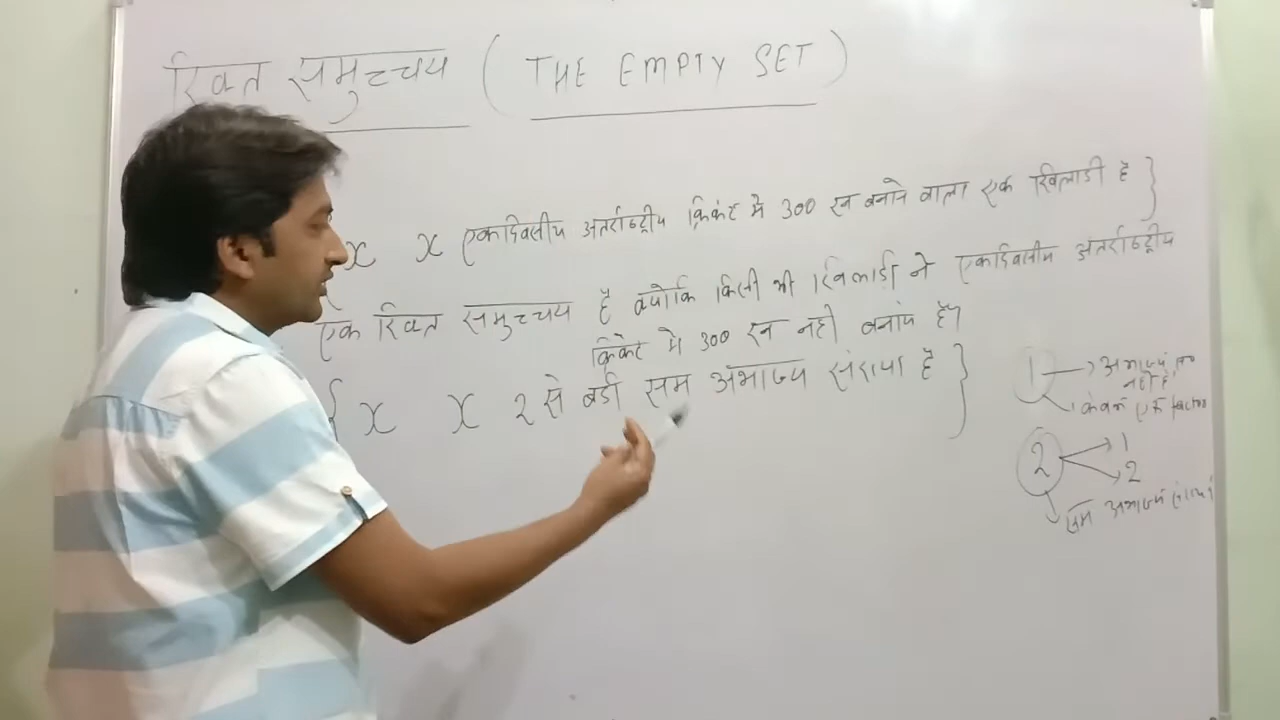 रिक्त समुच्चय ( THE EMPTY SET )
x x एकदिवसीय अंतर्राष्ट्रीय क्रिकेट में 300 रन बनाने वाला एक खिलाडी है }
एक रिक्त समुच्चय है क्योकि किसी भी खिलाडी ने एकदिवसीय अंतर्राष्ट्रीय
क्रिकेट मे 300 रन नही बनाए है।
{ x x 2 से बडी सम अभाज्य संख्या है }
1 → अभाज्य
नही है
केवल एक factor
2 1
2
सम अभाज्य